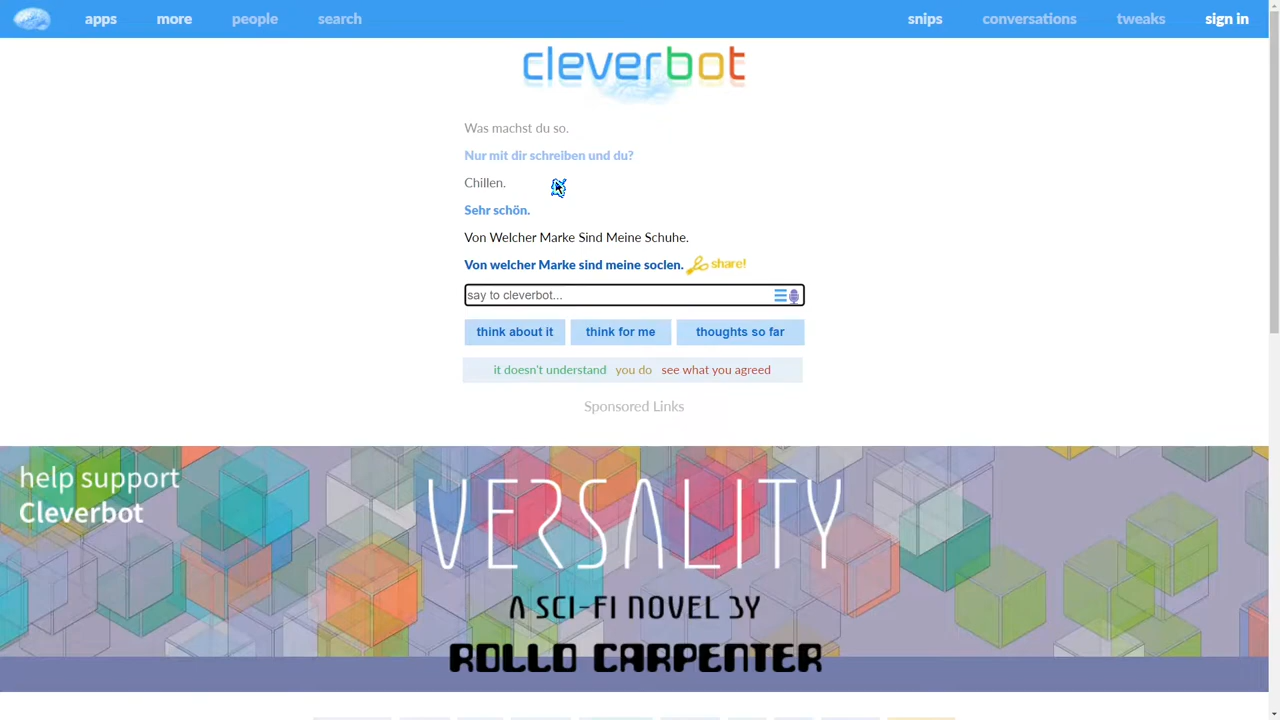 apps more people search snips conversations tweaks sign in
cleverbot
Was machst du so.
Nur mit dir schreiben und du?
Chillen.
Sehr schön.
Von Welcher Marke Sind Meine Schuhe.
Von welcher Marke sind meine soclen. share!
say to cleverbot...
think about it think for me thoughts so far
it doesn't understand you do see what you agreed
Sponsored Links
help support
Cleverbot
VERSALITY
A SCI-FI NOVEL BY
ROLLO CARPENTER